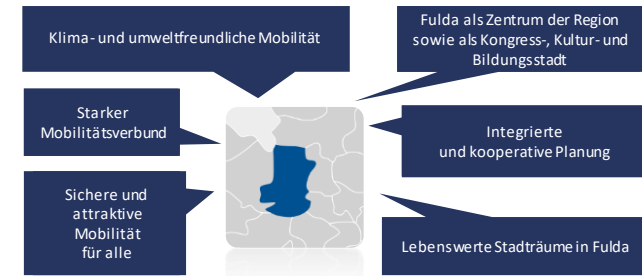 Klima- und umweltfreundliche Mobilität
Fulda als Zentrum der Region
sowie als Kongress-, Kultur- und
Bildungsstadt
Starker
Mobilitätsverbund
Integrierte
und kooperative Planung
Sichere und
attraktive
Mobilität
für alle
Lebenswerte Stadträume in Fulda